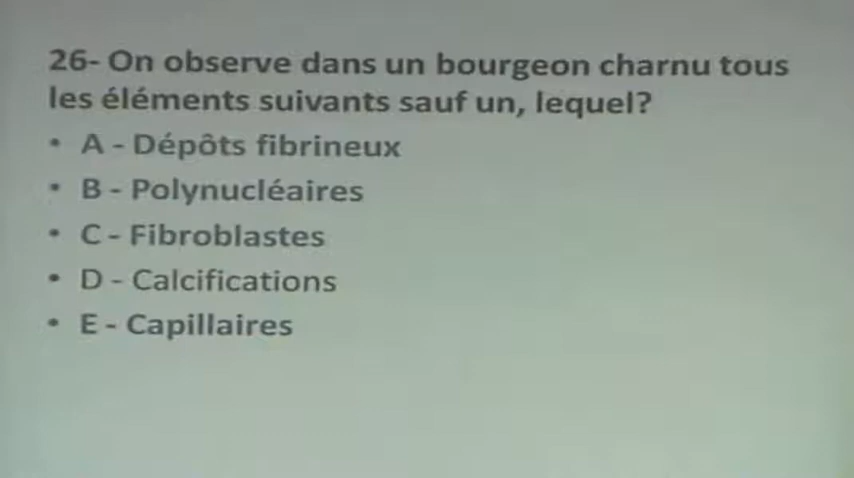 26- On observe dans un bourgeon charnu tous
les éléments suivants sauf un, lequel?
• A - Dépôts fibrineux
• B - Polynucléaires
• C - Fibroblastes
• D - Calcifications
• E - Capillaires